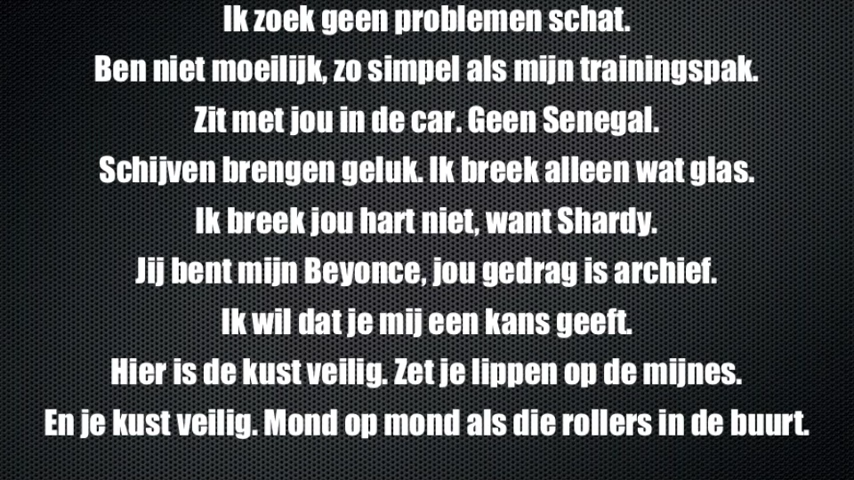 Ik zoek geen problemen schat.
Ben niet moeilijk, zo simpel als mijn trainingspak.
Zit met jou in de car. Geen Senegal.
Schijven brengen geluk. Ik breek alleen wat glas.
Ik breek jou hart niet, want Shardy.
Jij bent mijn Beyonce, jou gedrag is archief.
Ik wil dat je mij een kans geeft.
Hier is de kust veilig. Zet je lippen op de mijnes.
En je kust veilig. Mond op mond als die rollers in de buurt.